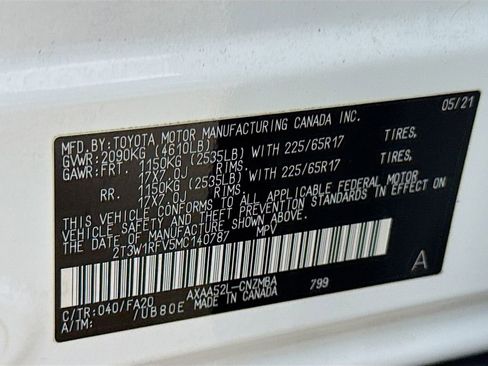 MFD.BY:TOYOTA MOTOR MANUFACTURING CANADA INC. 05/21
GVWR:2090KG (4610LB)
GAWR:FRT. 1150KG (2535LB) WITH 225/65R17 TIRES,
17X7.0J RIMS,
RR. 1150KG (2535LB) WITH 225/65R17 TIRES,
17X7.0J RIMS,
THIS VEHICLE CONFORMS TO ALL APPLICABLE FEDERAL MOTOR
VEHICLE SAFETY STANDARDS IN EFFECT ON
THE DATE OF MANUFACTURE SHOWN ABOVE.
2T3W1RFV5MC140787 MPV
A
C/TR:040/FA20 AXAA52L-CNZMBA 799
A/TM: /UB80E MADE IN CANADA